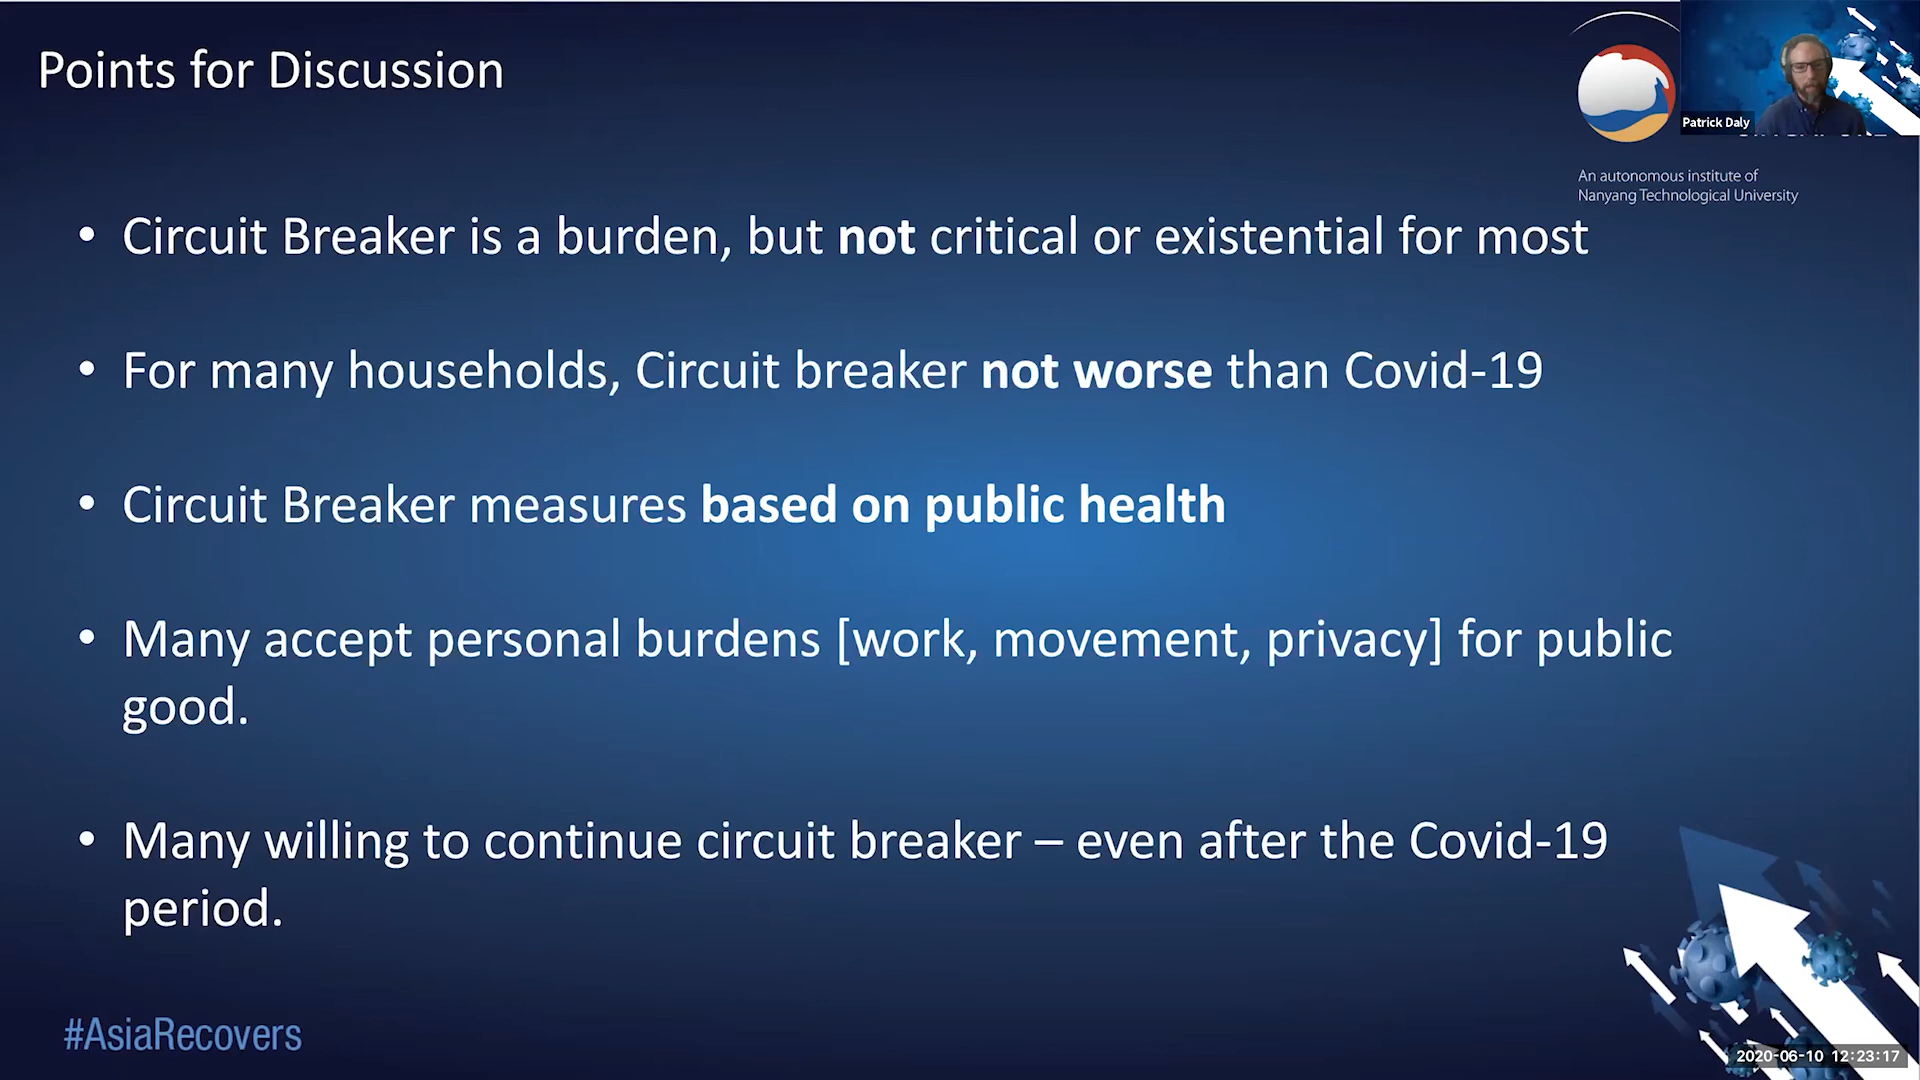 Points for Discussion
Patrick Daly
An autonomous institute of
Nanyang Technological University
• Circuit Breaker is a burden, but not critical or existential for most
• For many households, Circuit breaker not worse than Covid-19
• Circuit Breaker measures based on public health
• Many accept personal burdens [work, movement, privacy] for public
good.
• Many willing to continue circuit breaker – even after the Covid-19
period.
#AsiaRecovers
2020-06-10 12:23:17